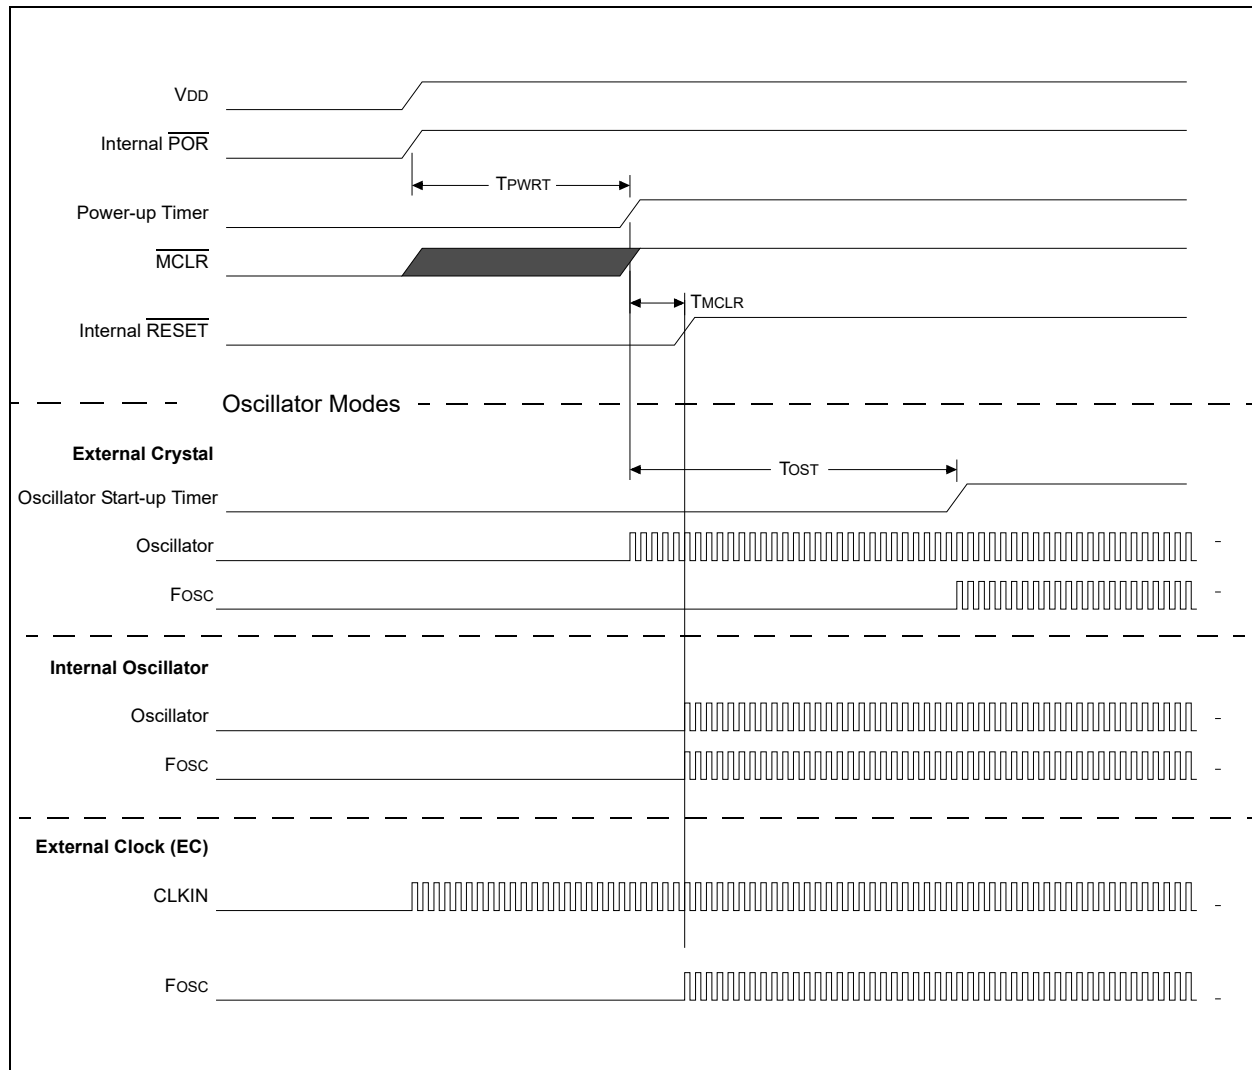 VDD
Internal POR
TPWRT
Power-up Timer
MCLR
TMCLR
Internal RESET
Oscillator Modes
External Crystal
TOST
Oscillator Start-up Timer
Oscillator
FOSC
Internal Oscillator
Oscillator
FOSC
External Clock (EC)
CLKIN
FOSC